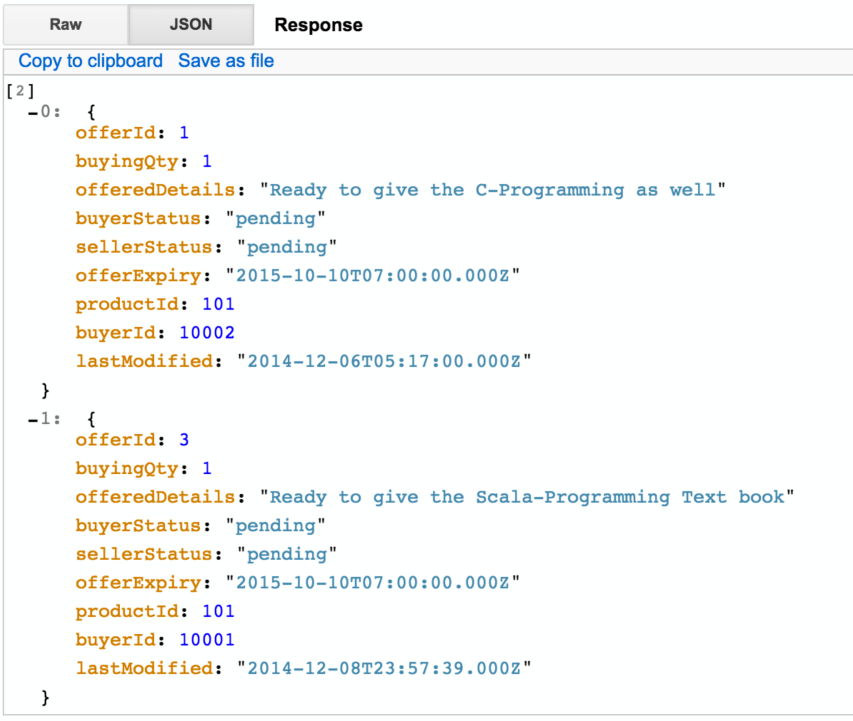 Raw JSON Response
Copy to clipboard Save as file
[2]
-0: {
offerId: 1
buyingQty: 1
offeredDetails: "Ready to give the C-Programming as well"
buyerStatus: "pending"
sellerStatus: "pending"
offerExpiry: "2015-10-10T07:00:00.000Z"
productId: 101
buyerId: 10002
lastModified: "2014-12-06T05:17:00.000Z"
}
-1: {
offerId: 3
buyingQty: 1
offeredDetails: "Ready to give the Scala-Programming Text book"
buyerStatus: "pending"
sellerStatus: "pending"
offerExpiry: "2015-10-10T07:00:00.000Z"
productId: 101
buyerId: 10001
lastModified: "2014-12-08T23:57:39.000Z"
}